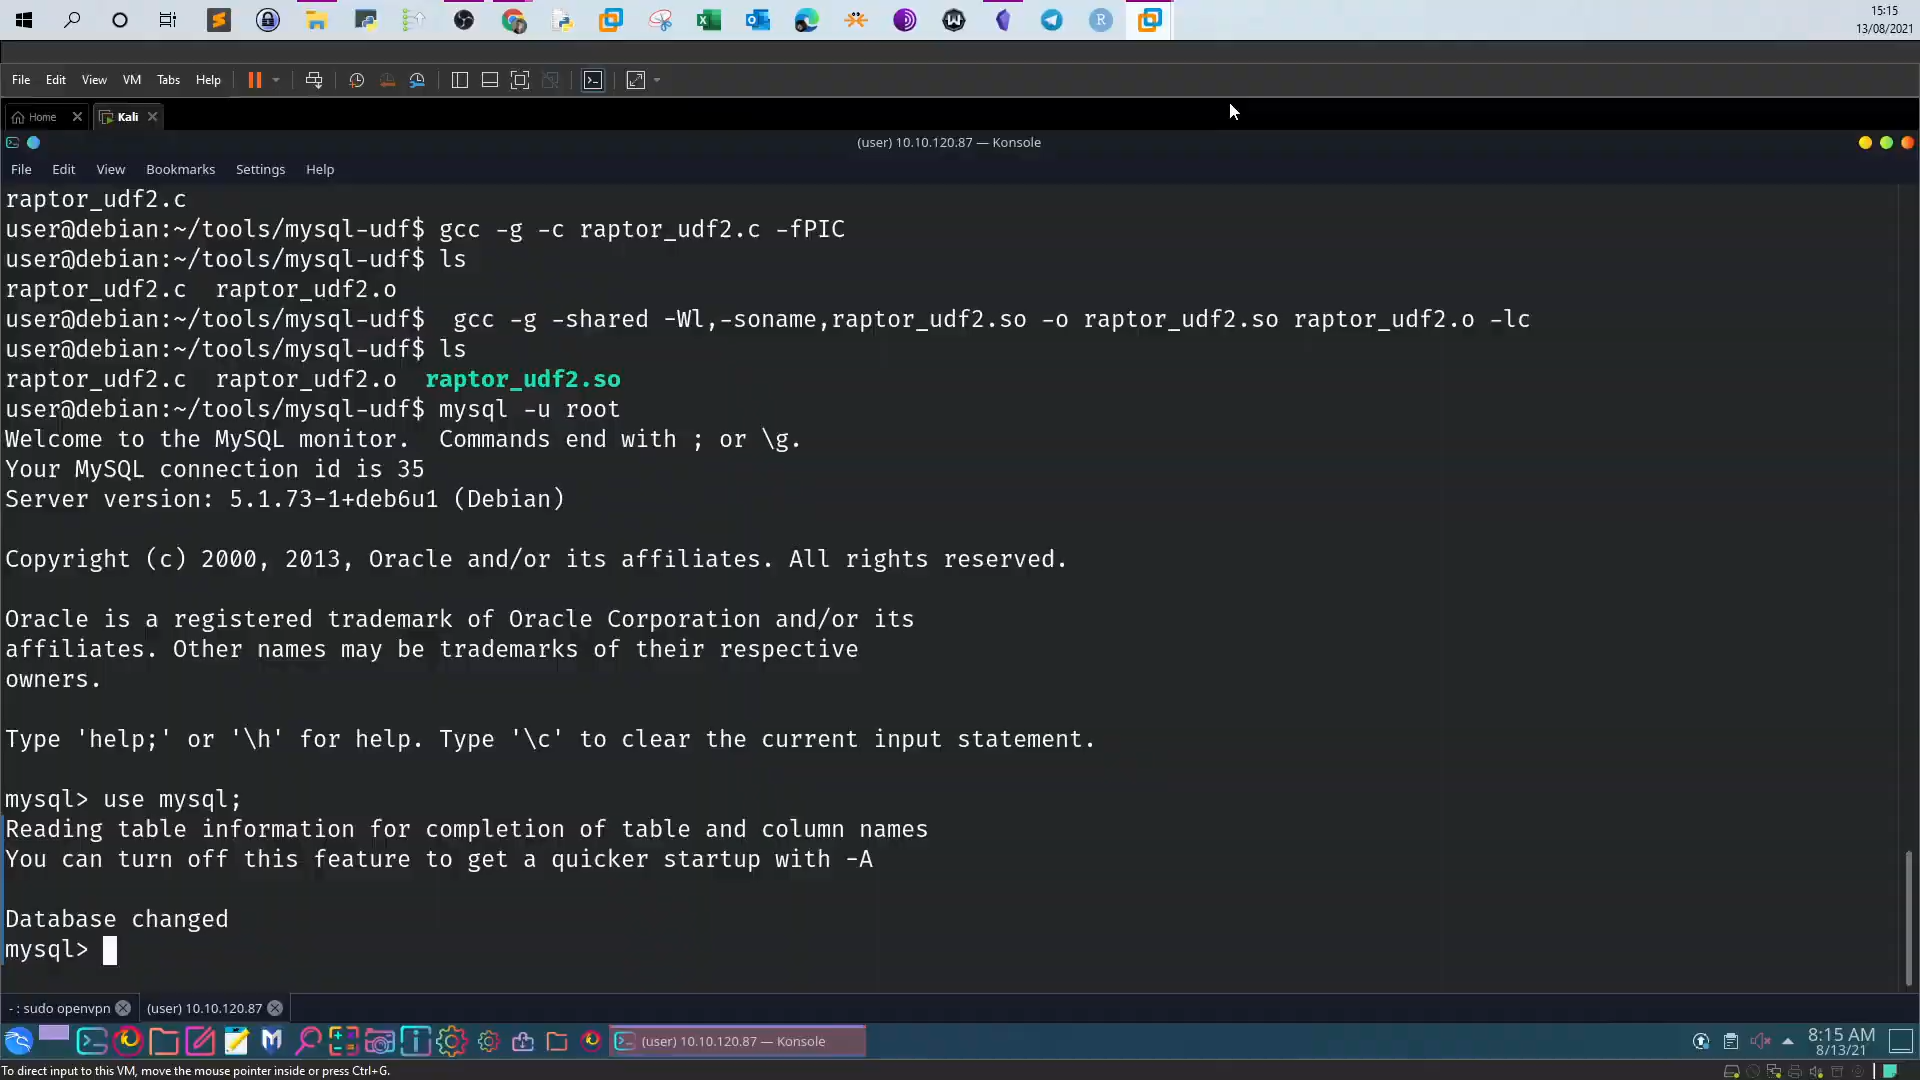 15:15
13/08/2021
File Edit View VM Tabs Help
Home Kali
(user) 10.10.120.87 — Konsole
File Edit View Bookmarks Settings Help
raptor_udf2.c
user@debian:~/tools/mysql-udf$ gcc -g -c raptor_udf2.c -fPIC
user@debian:~/tools/mysql-udf$ ls
raptor_udf2.c  raptor_udf2.o
user@debian:~/tools/mysql-udf$  gcc -g -shared -Wl,-soname,raptor_udf2.so -o raptor_udf2.so raptor_udf2.o -lc
user@debian:~/tools/mysql-udf$ ls
raptor_udf2.c  raptor_udf2.o  raptor_udf2.so
user@debian:~/tools/mysql-udf$ mysql -u root
Welcome to the MySQL monitor.  Commands end with ; or \g.
Your MySQL connection id is 35
Server version: 5.1.73-1+deb6u1 (Debian)
Copyright (c) 2000, 2013, Oracle and/or its affiliates. All rights reserved.
Oracle is a registered trademark of Oracle Corporation and/or its
affiliates. Other names may be trademarks of their respective
owners.
Type 'help;' or '\h' for help. Type '\c' to clear the current input statement.
mysql> use mysql;
Reading table information for completion of table and column names
You can turn off this feature to get a quicker startup with -A
Database changed
mysql>
- : sudo openvpn (user) 10.10.120.87
(user) 10.10.120.87 — Konsole
8:15 AM
8/13/21
To direct input to this VM, move the mouse pointer inside or press Ctrl+G.